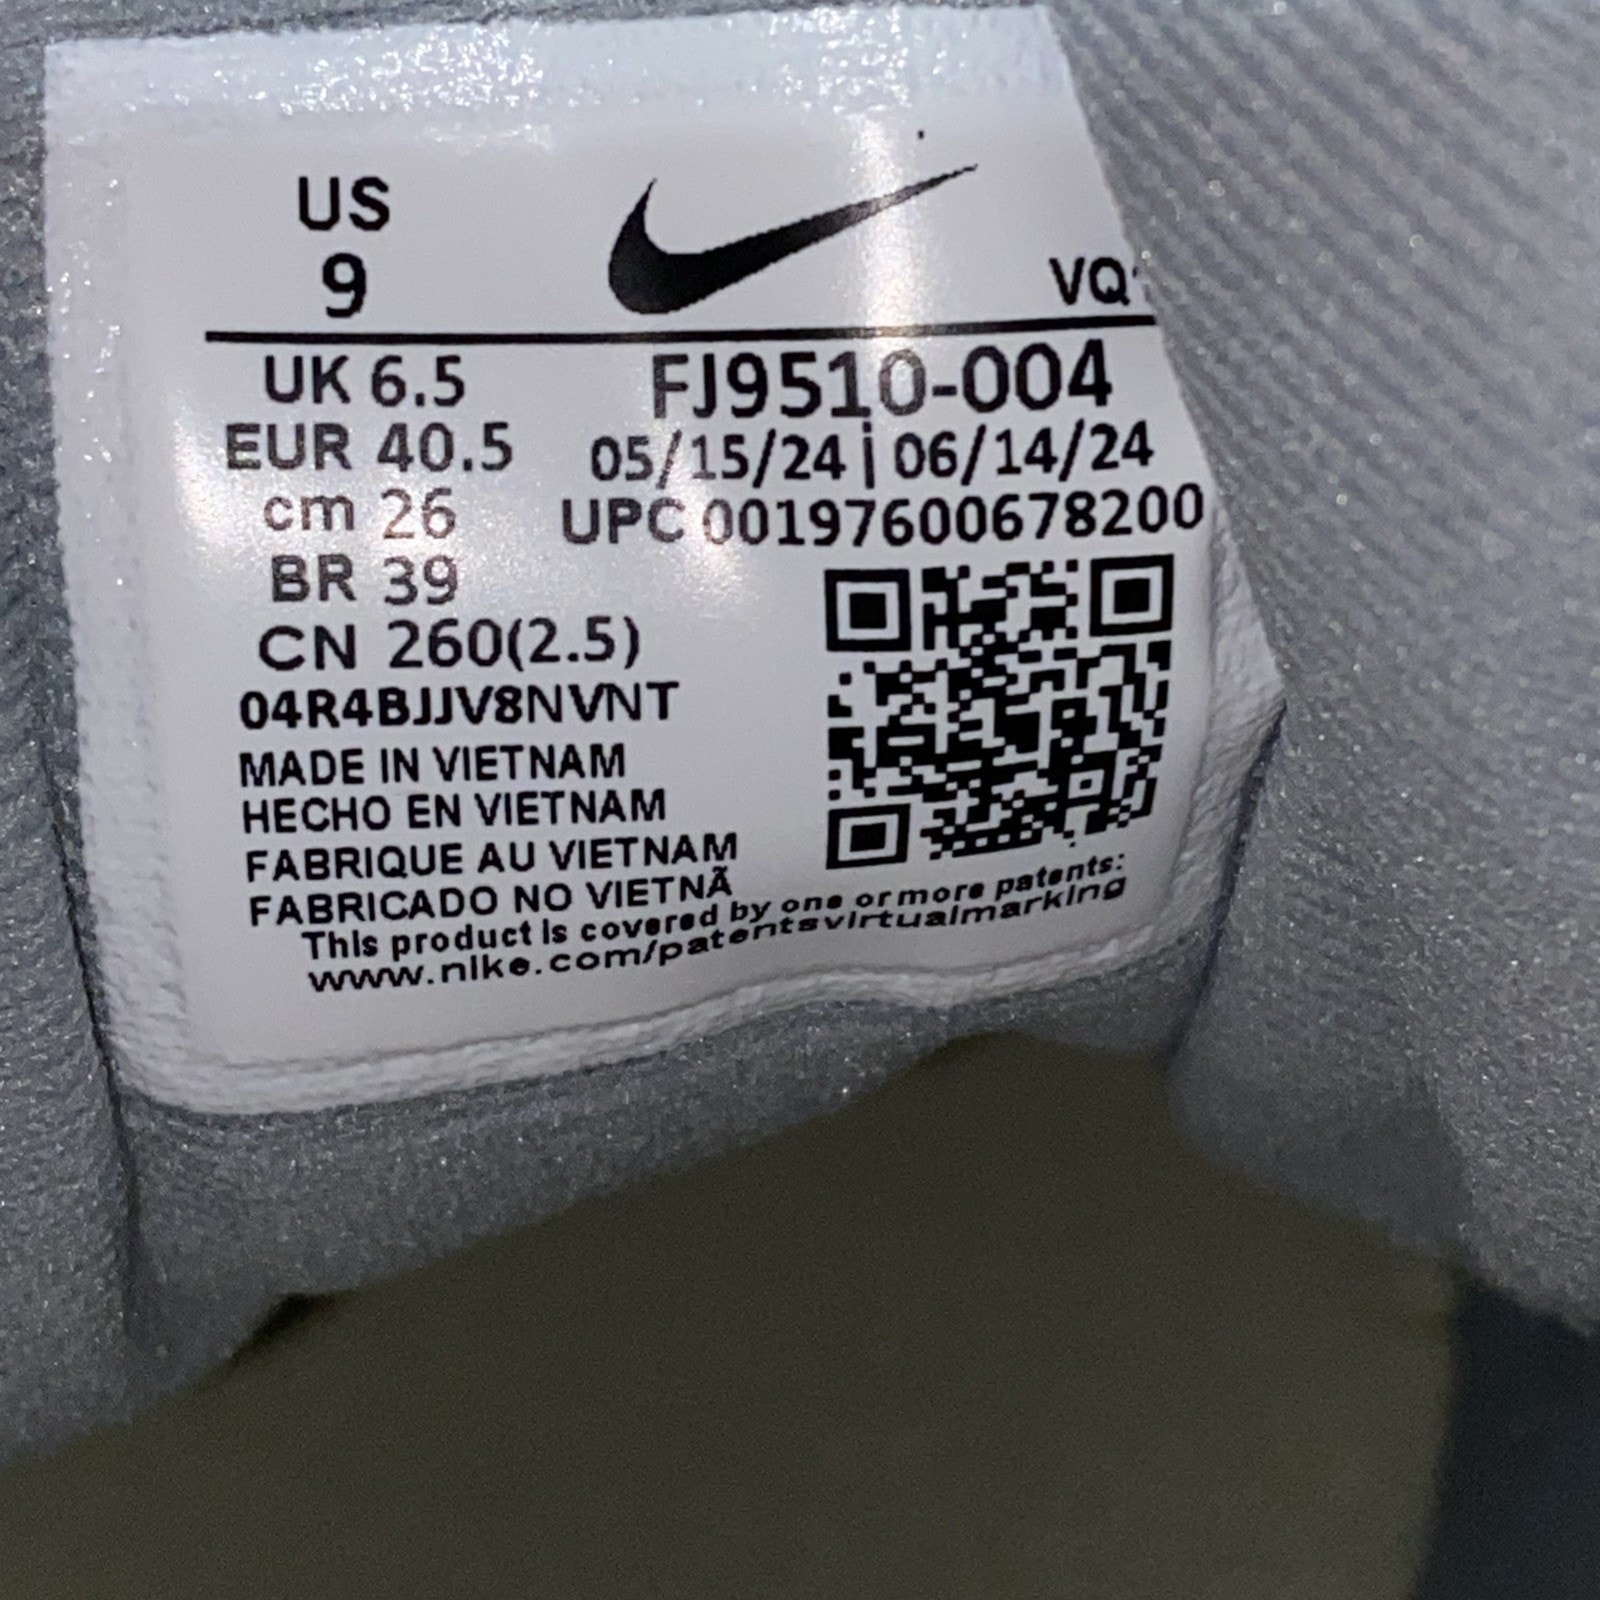 US
9
VQ
UK 6.5
FJ9510-004
EUR 40.5
05/15/24 | 06/14/24
cm 26
UPC 00197600678200
BR 39
CN 260(2.5)
04R4BJJV8NVNT
MADE IN VIETNAM
HECHO EN VIETNAM
FABRIQUE AU VIETNAM
FABRICADO NO VIETNÃ
This product is covered by one or more patents:
www.nike.com/patentsvirtualmarking